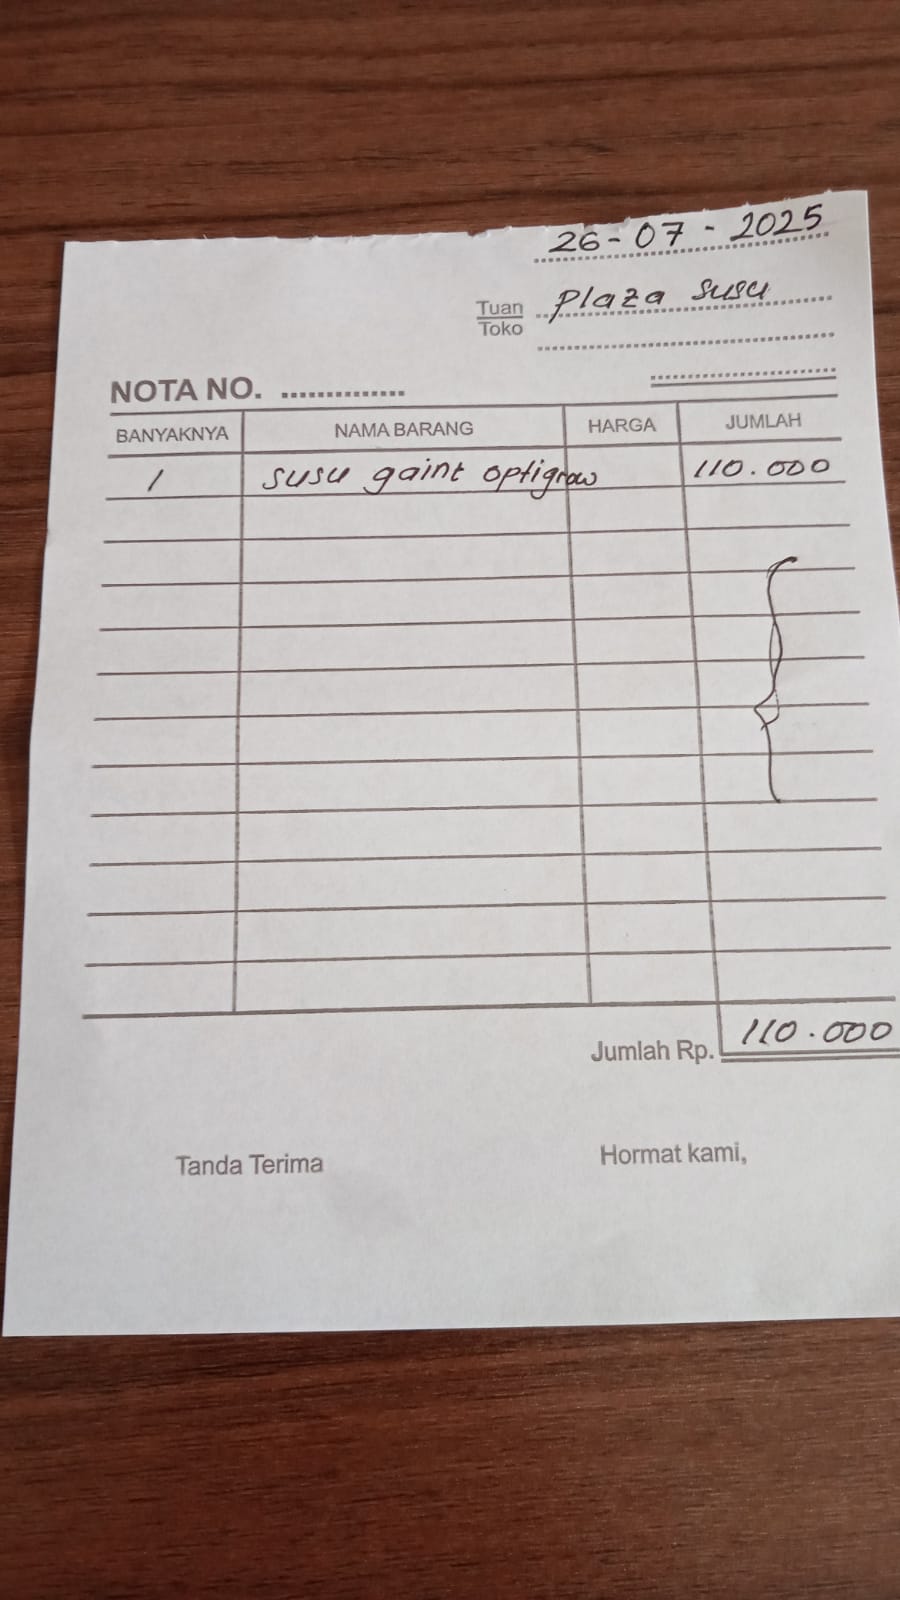 26-07-2025
Tuan
Toko
Plaza susu
NOTA NO. ..............
BANYAKNYA NAMA BARANG HARGA JUMLAH
1 susu gaint optigrow 110.000
Jumlah Rp. 110.000
Tanda Terima Hormat kami,